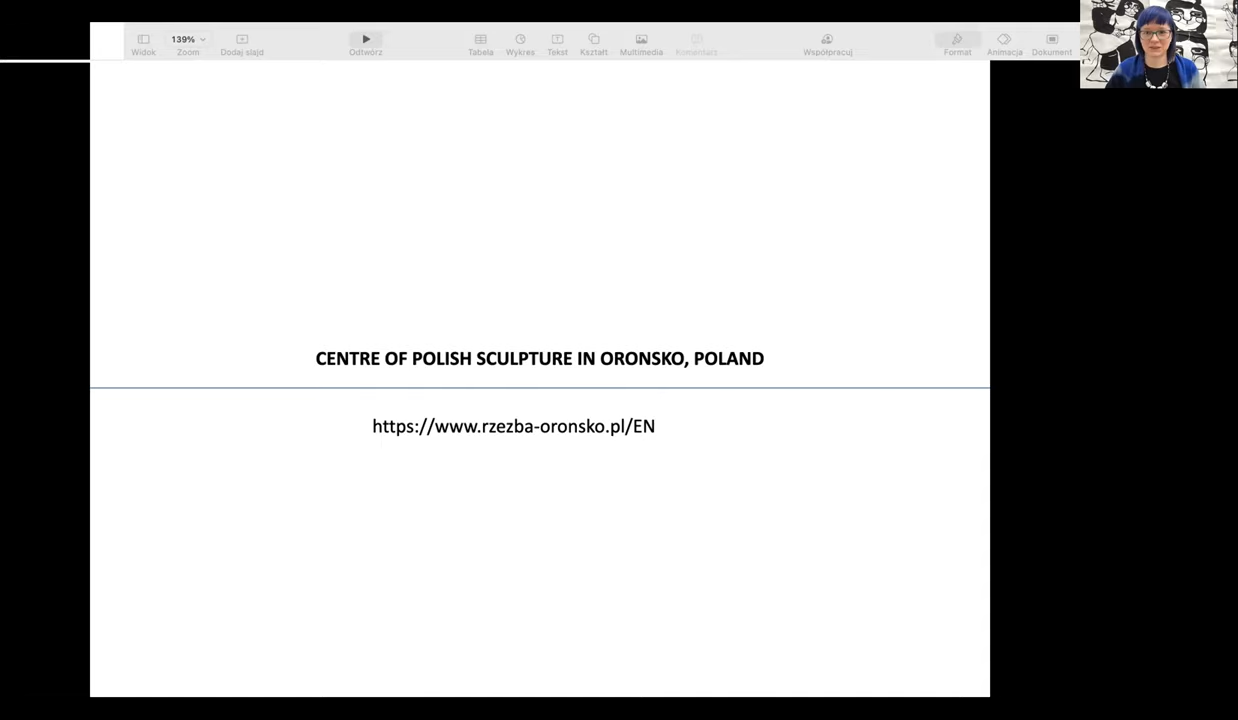 139%
Widok
Zoom
Dodaj slajd
Odtwórz
Tabela
Wykres
Tekst
Kształt
Multimedia
Komentarz
Współpracuj
Format
Animacja
Dokument
CENTRE OF POLISH SCULPTURE IN ORONSKO, POLAND
https://www.rzezba-oronsko.pl/EN